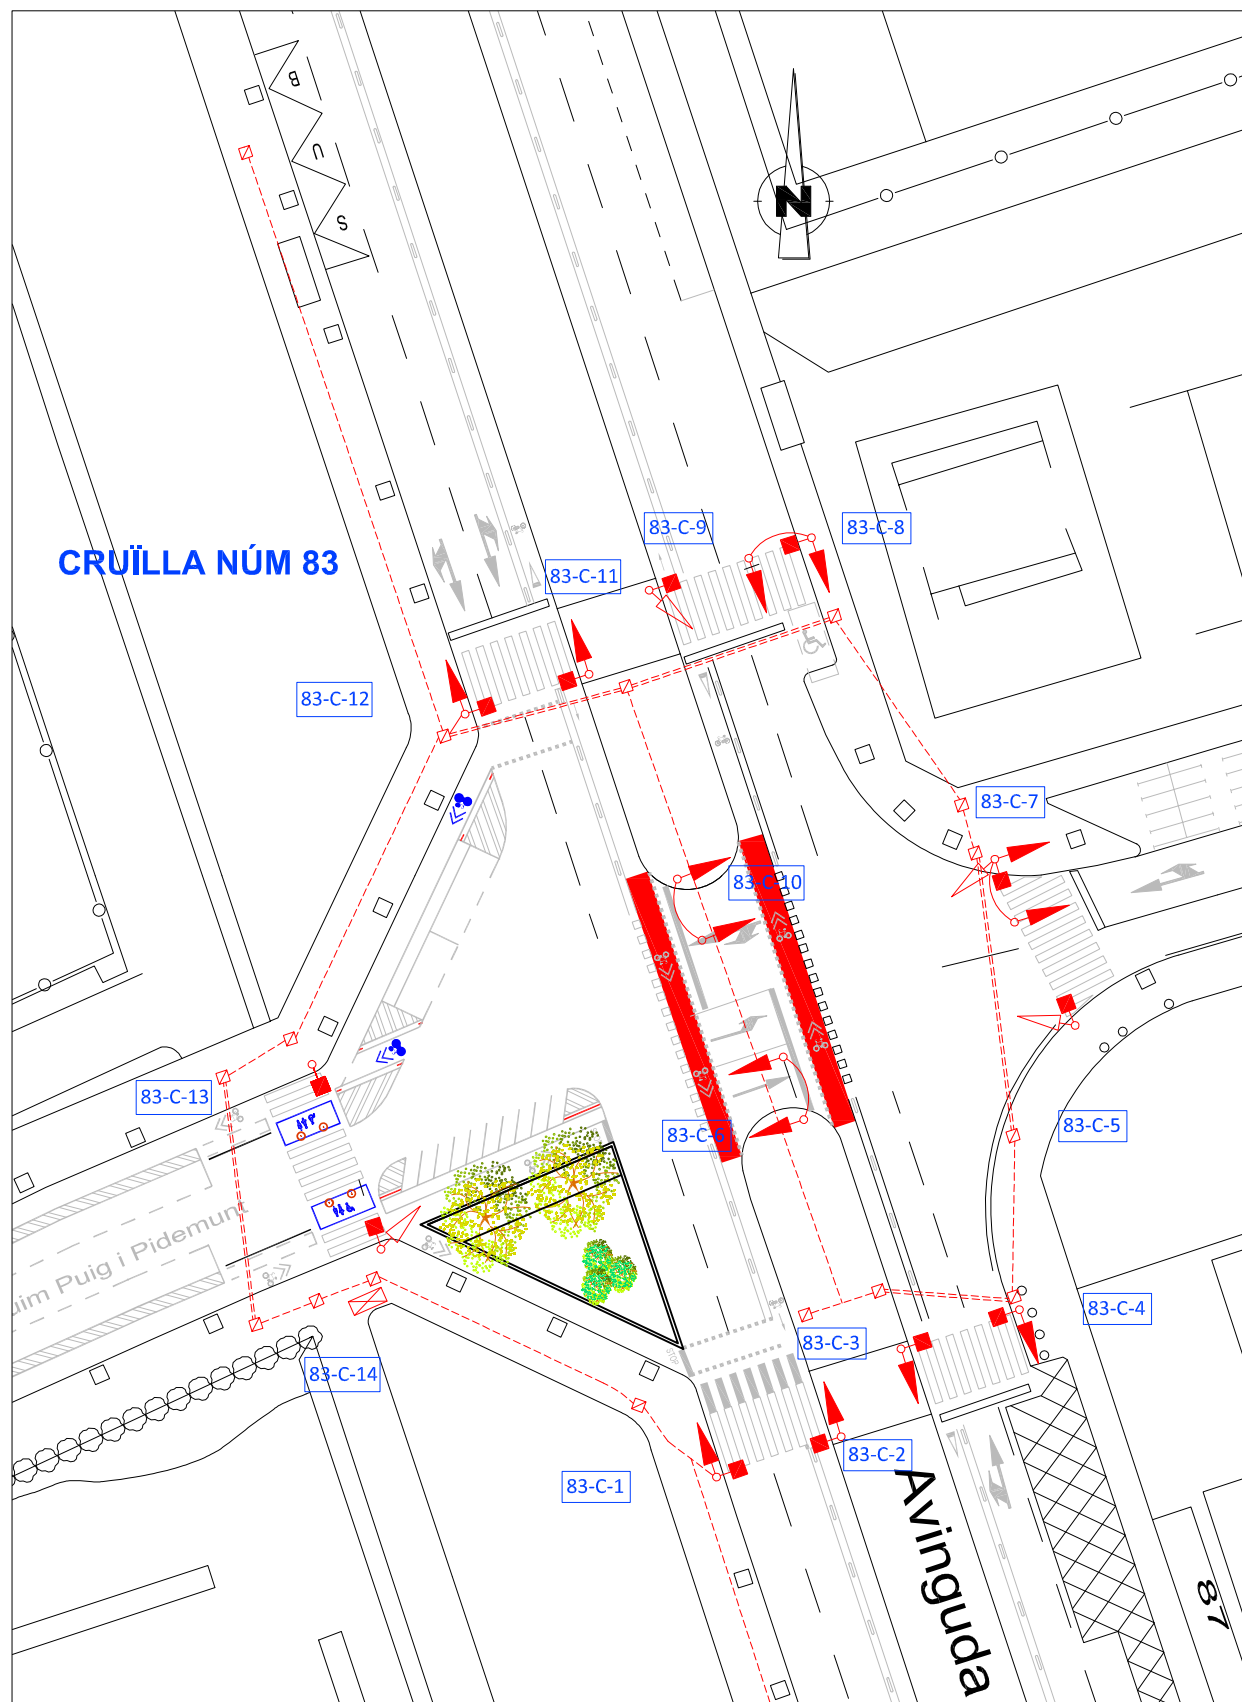 B
U
S
N
83-C-9
83-C-8
CRUÏLLA NÚM 83
83-C-11
83-C-12
83-C-7
83-C-10
83-C-13
83-C-5
83-C-6
uim Puig i Pidemunt
83-C-4
83-C-3
STOP
83-C-14
83-C-2
83-C-1
Avinguda
87